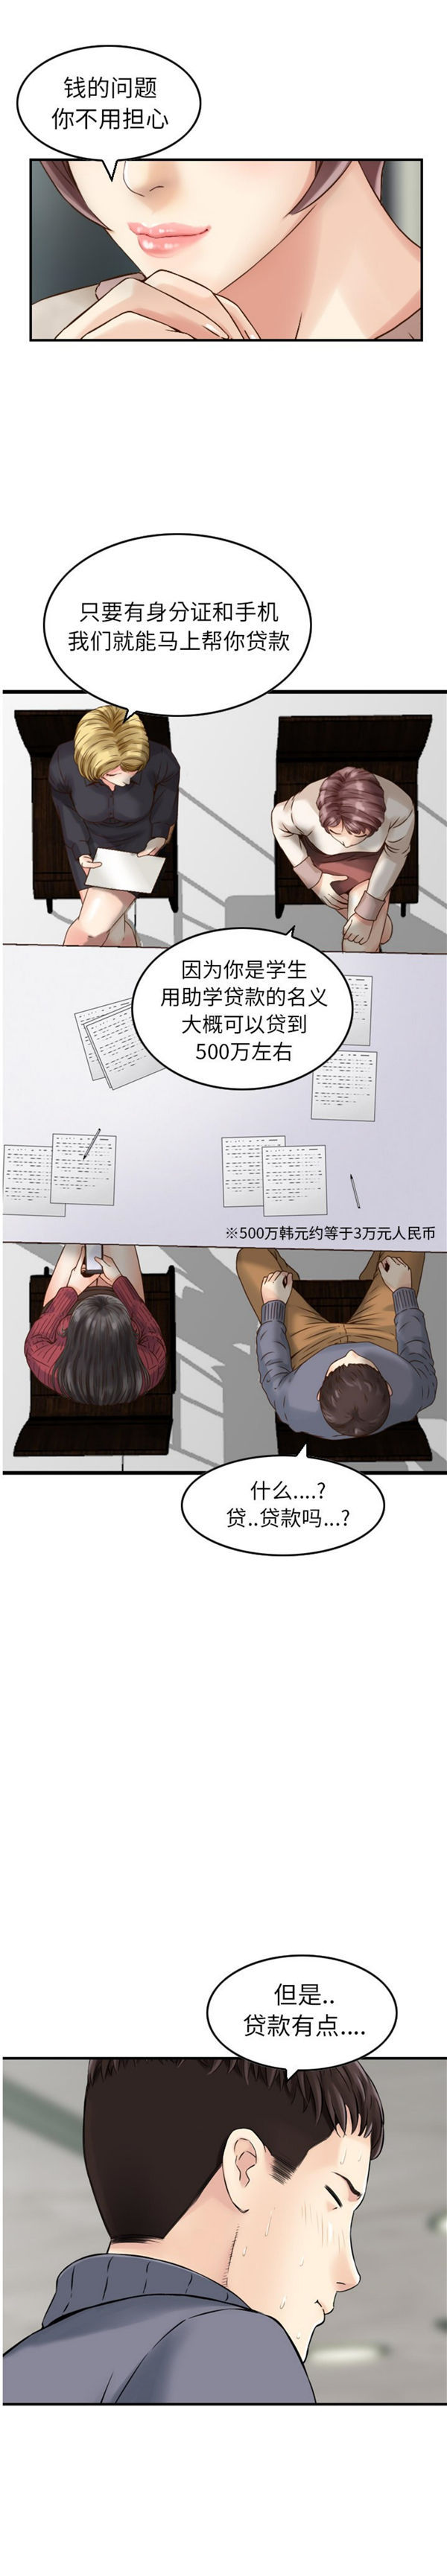 钱的问题
你不用担心
只要有身分证和手机
我们就能马上帮你贷款
因为你是学生
用助学贷款的名义
大概可以贷到
500万左右
※500万韩元约等于3万元人民币
什么....?
贷..贷款吗...?
但是..
贷款有点....